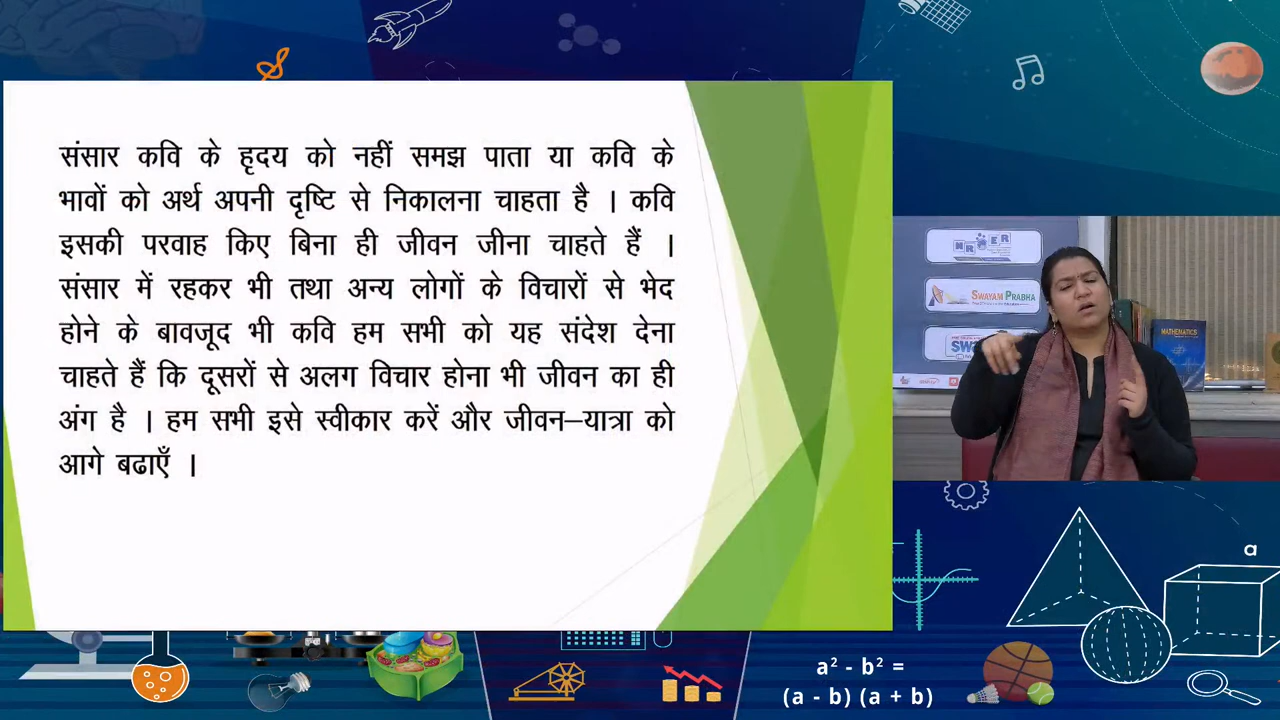 संसार कवि के हृदय को नहीं समझ पाता या कवि के
भावों को अर्थ अपनी दृष्टि से निकालना चाहता है ।  कवि
इसकी परवाह किए बिना ही जीवन जीना चाहते हैं ।
संसार में रहकर भी तथा अन्य लोगों के विचारों से भेद
होने के बावजूद भी कवि हम सभी को यह संदेश देना
चाहते हैं कि दूसरों से अलग विचार होना भी जीवन का ही
अंग है । हम सभी इसे स्वीकार करें और जीवन–यात्रा को
आगे बढाएँ ।
SWAYAM PRABHA
MATHEMATICS
a
a² - b² =
(a - b) (a + b)